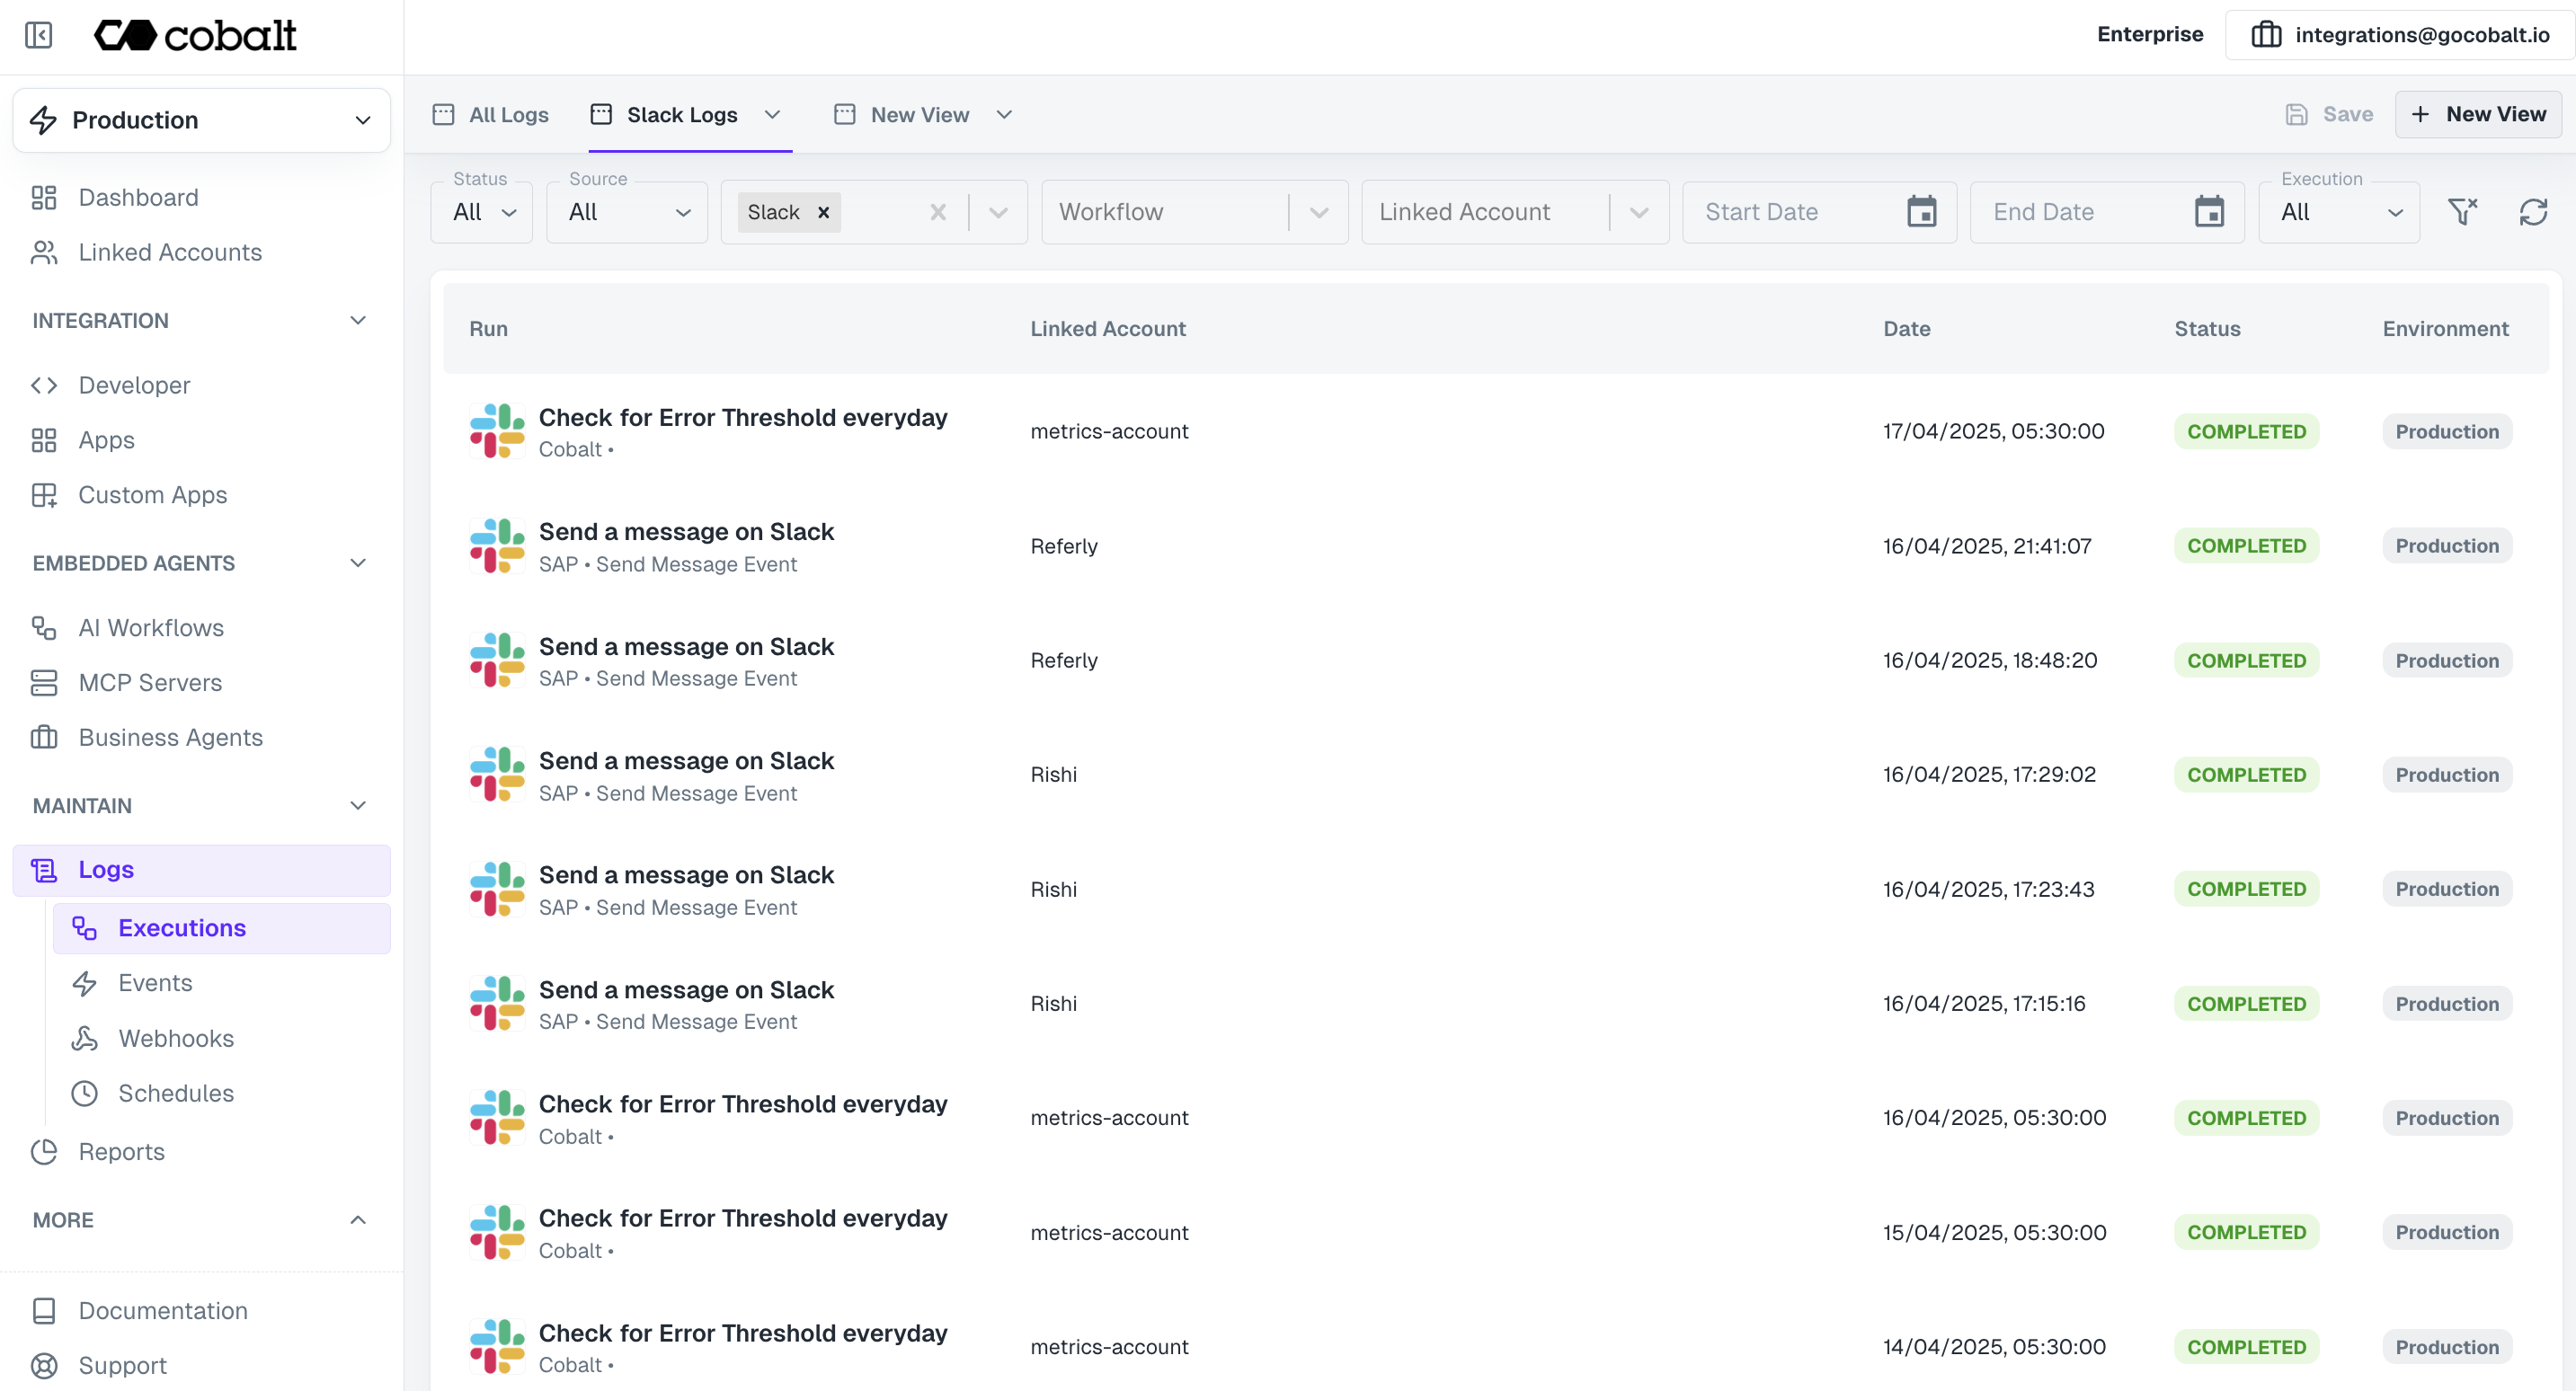 cobalt
Enterprise
integrations@gocobalt.io
Production
Dashboard
Linked Accounts
INTEGRATION
Developer
Apps
Custom Apps
EMBEDDED AGENTS
AI Workflows
MCP Servers
Business Agents
MAINTAIN
Logs
Executions
Events
Webhooks
Schedules
Reports
MORE
Documentation
Support
All Logs
Slack Logs
New View
Save
+ New View
Status
All
Source
All
Slack
Workflow
Linked Account
Start Date
End Date
Execution
All
Run Linked Account Date Status Environment
Check for Error Threshold everyday metrics-account 17/04/2025, 05:30:00 COMPLETED Production
Cobalt •
Send a message on Slack Referly 16/04/2025, 21:41:07 COMPLETED Production
SAP • Send Message Event
Send a message on Slack Referly 16/04/2025, 18:48:20 COMPLETED Production
SAP • Send Message Event
Send a message on Slack Rishi 16/04/2025, 17:29:02 COMPLETED Production
SAP • Send Message Event
Send a message on Slack Rishi 16/04/2025, 17:23:43 COMPLETED Production
SAP • Send Message Event
Send a message on Slack Rishi 16/04/2025, 17:15:16 COMPLETED Production
SAP • Send Message Event
Check for Error Threshold everyday metrics-account 16/04/2025, 05:30:00 COMPLETED Production
Cobalt •
Check for Error Threshold everyday metrics-account 15/04/2025, 05:30:00 COMPLETED Production
Cobalt •
Check for Error Threshold everyday metrics-account 14/04/2025, 05:30:00 COMPLETED Production
Cobalt •